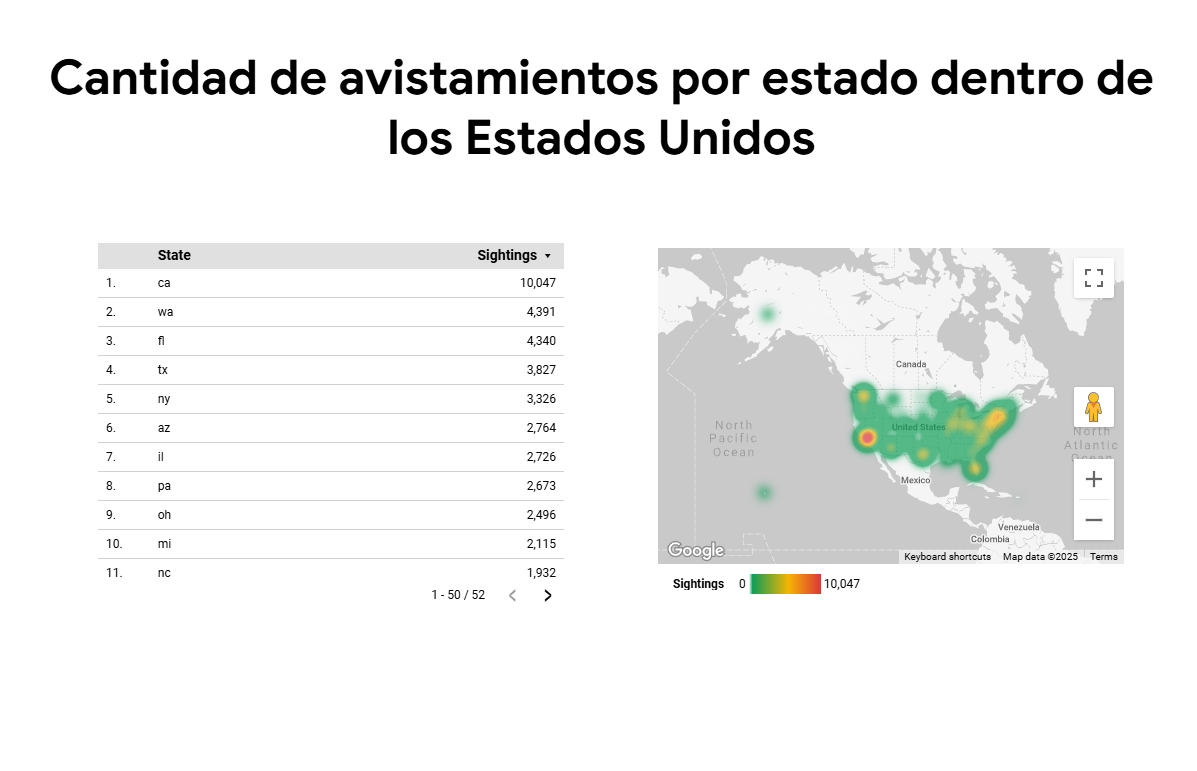 Cantidad de avistamientos por estado dentro de
los Estados Unidos
State Sightings
1. ca 10,047
2. wa 4,391
3. fl 4,340
4. tx 3,827
5. ny 3,326
6. az 2,764
7. il 2,726
8. pa 2,673
9. oh 2,496
10. mi 2,115
11. nc 1,932
1 - 50 / 52
Canada
United States
North
Pacific
Ocean
North
Atlantic
Ocean
Mexico
Venezuela
Colombia
Google
Keyboard shortcuts Map data ©2025 Terms
Sightings 0 10,047